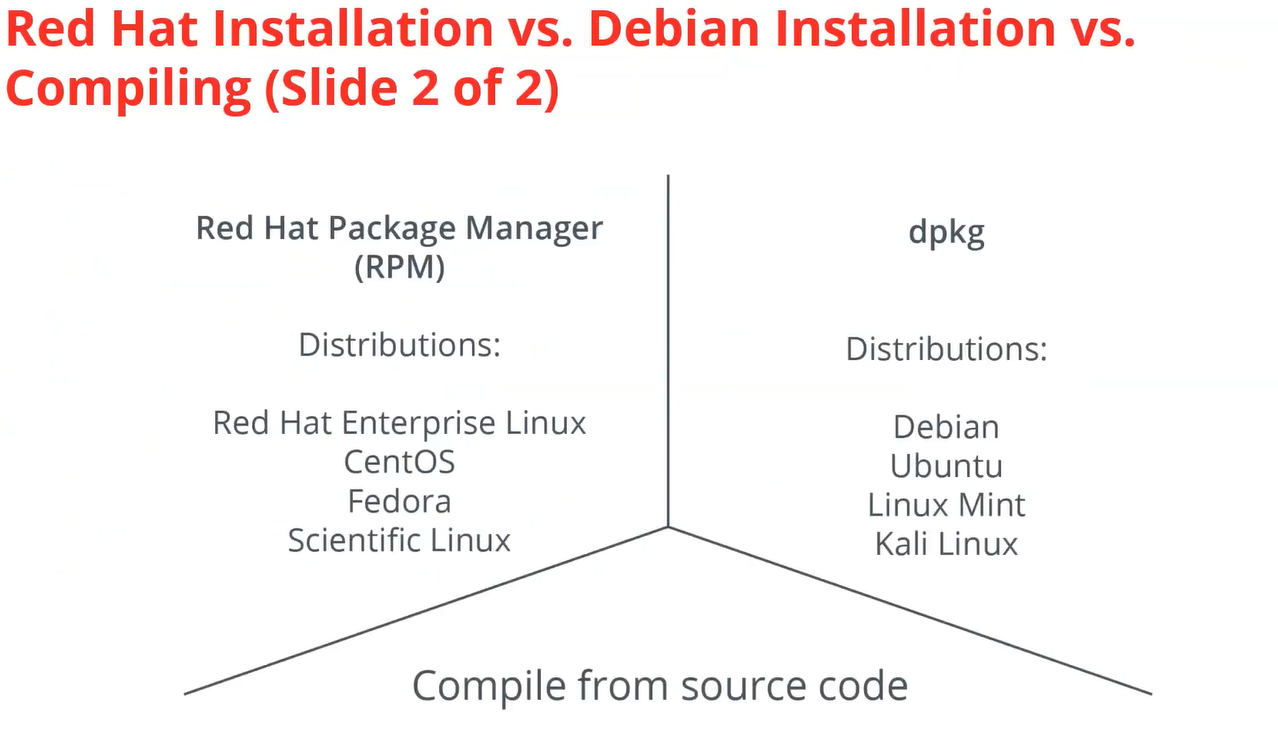 Red Hat Installation vs. Debian Installation vs.
Compiling (Slide 2 of 2)
Red Hat Package Manager
(RPM)
Distributions:
Red Hat Enterprise Linux
CentOS
Fedora
Scientific Linux
dpkg
Distributions:
Debian
Ubuntu
Linux Mint
Kali Linux
Compile from source code